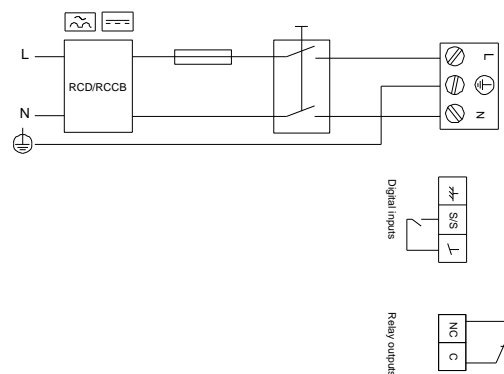 L
RCD/RCCB
N
L
N
Digital inputs
S/S
Relay outputs
NC
C